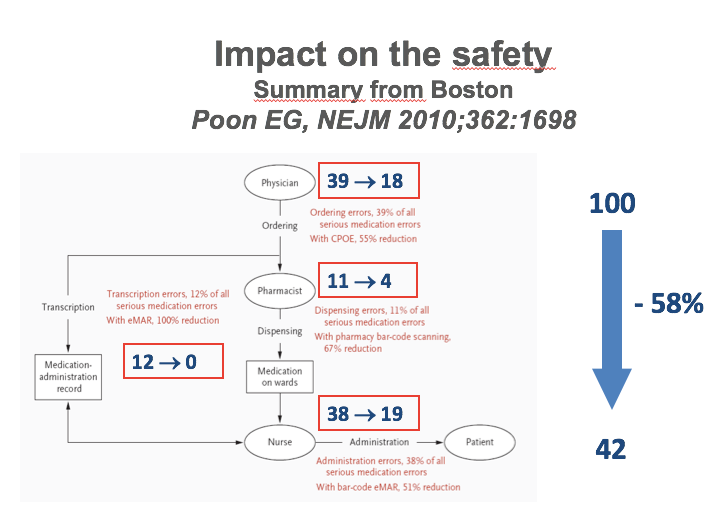 Impact on the safety
Summary from Boston
Poon EG, NEJM 2010;362:1698
Physician
39 → 18
Ordering errors, 39% of all
serious medication errors
With CPOE, 55% reduction
Ordering
Pharmacist
11 → 4
Dispensing errors, 11% of all
serious medication errors
With pharmacy bar-code scanning,
67% reduction
Transcription errors, 12% of all
serious medication errors
With eMAR, 100% reduction
Transcription
Dispensing
12 → 0
Medication-
administration
record
Medication
on wards
38 → 19
Nurse
Administration
Patient
Administration errors, 38% of all
serious medication errors
With bar-code eMAR, 51% reduction
100
- 58%
42